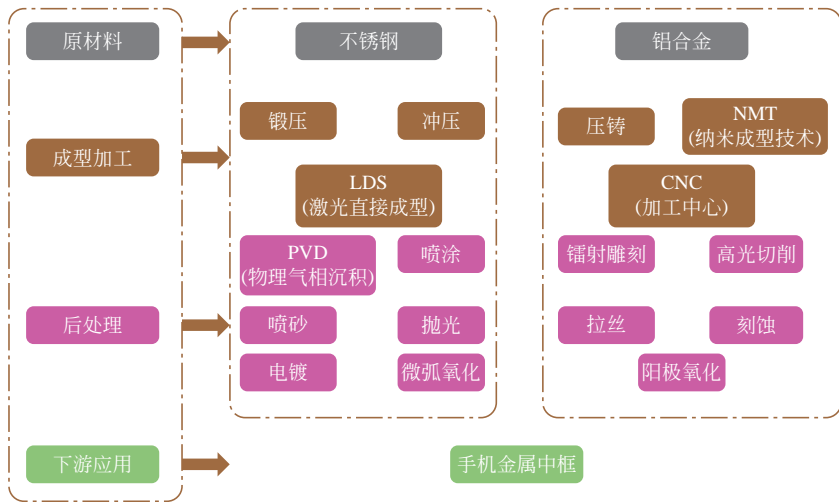 原材料
不锈钢
铝合金
成型加工
锻压
冲压
LDS
(激光直接成型)
压铸
NMT
(纳米成型技术)
CNC
(加工中心)
后处理
PVD
(物理气相沉积)
喷涂
喷砂
抛光
电镀
微弧氧化
镭射雕刻
高光切削
拉丝
刻蚀
阳极氧化
下游应用
手机金属中框